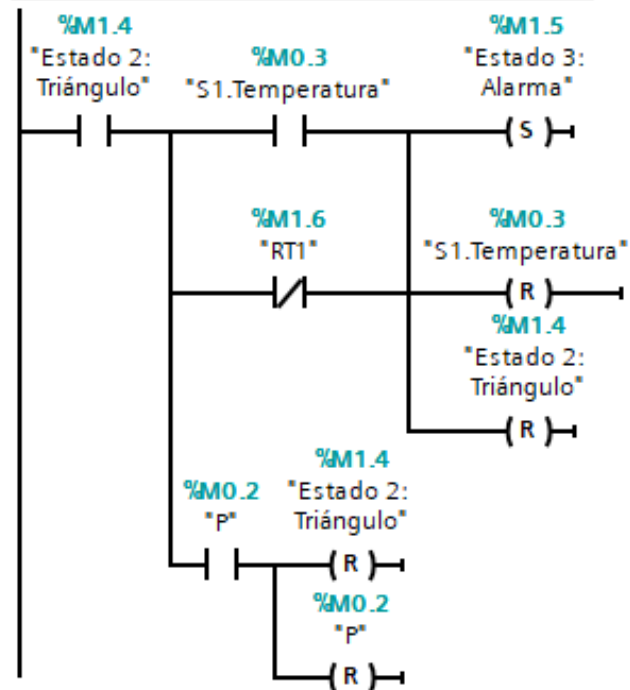 %M1.4
"Estado 2:
Triángulo"
%M0.3
"S1.Temperatura"
%M1.5
"Estado 3:
Alarma"
S
%M1.6
"RT1"
%M0.3
"S1.Temperatura"
R
%M1.4
"Estado 2:
Triángulo"
R
%M0.2
"P"
%M1.4
"Estado 2:
Triángulo"
R
%M0.2
"P"
R